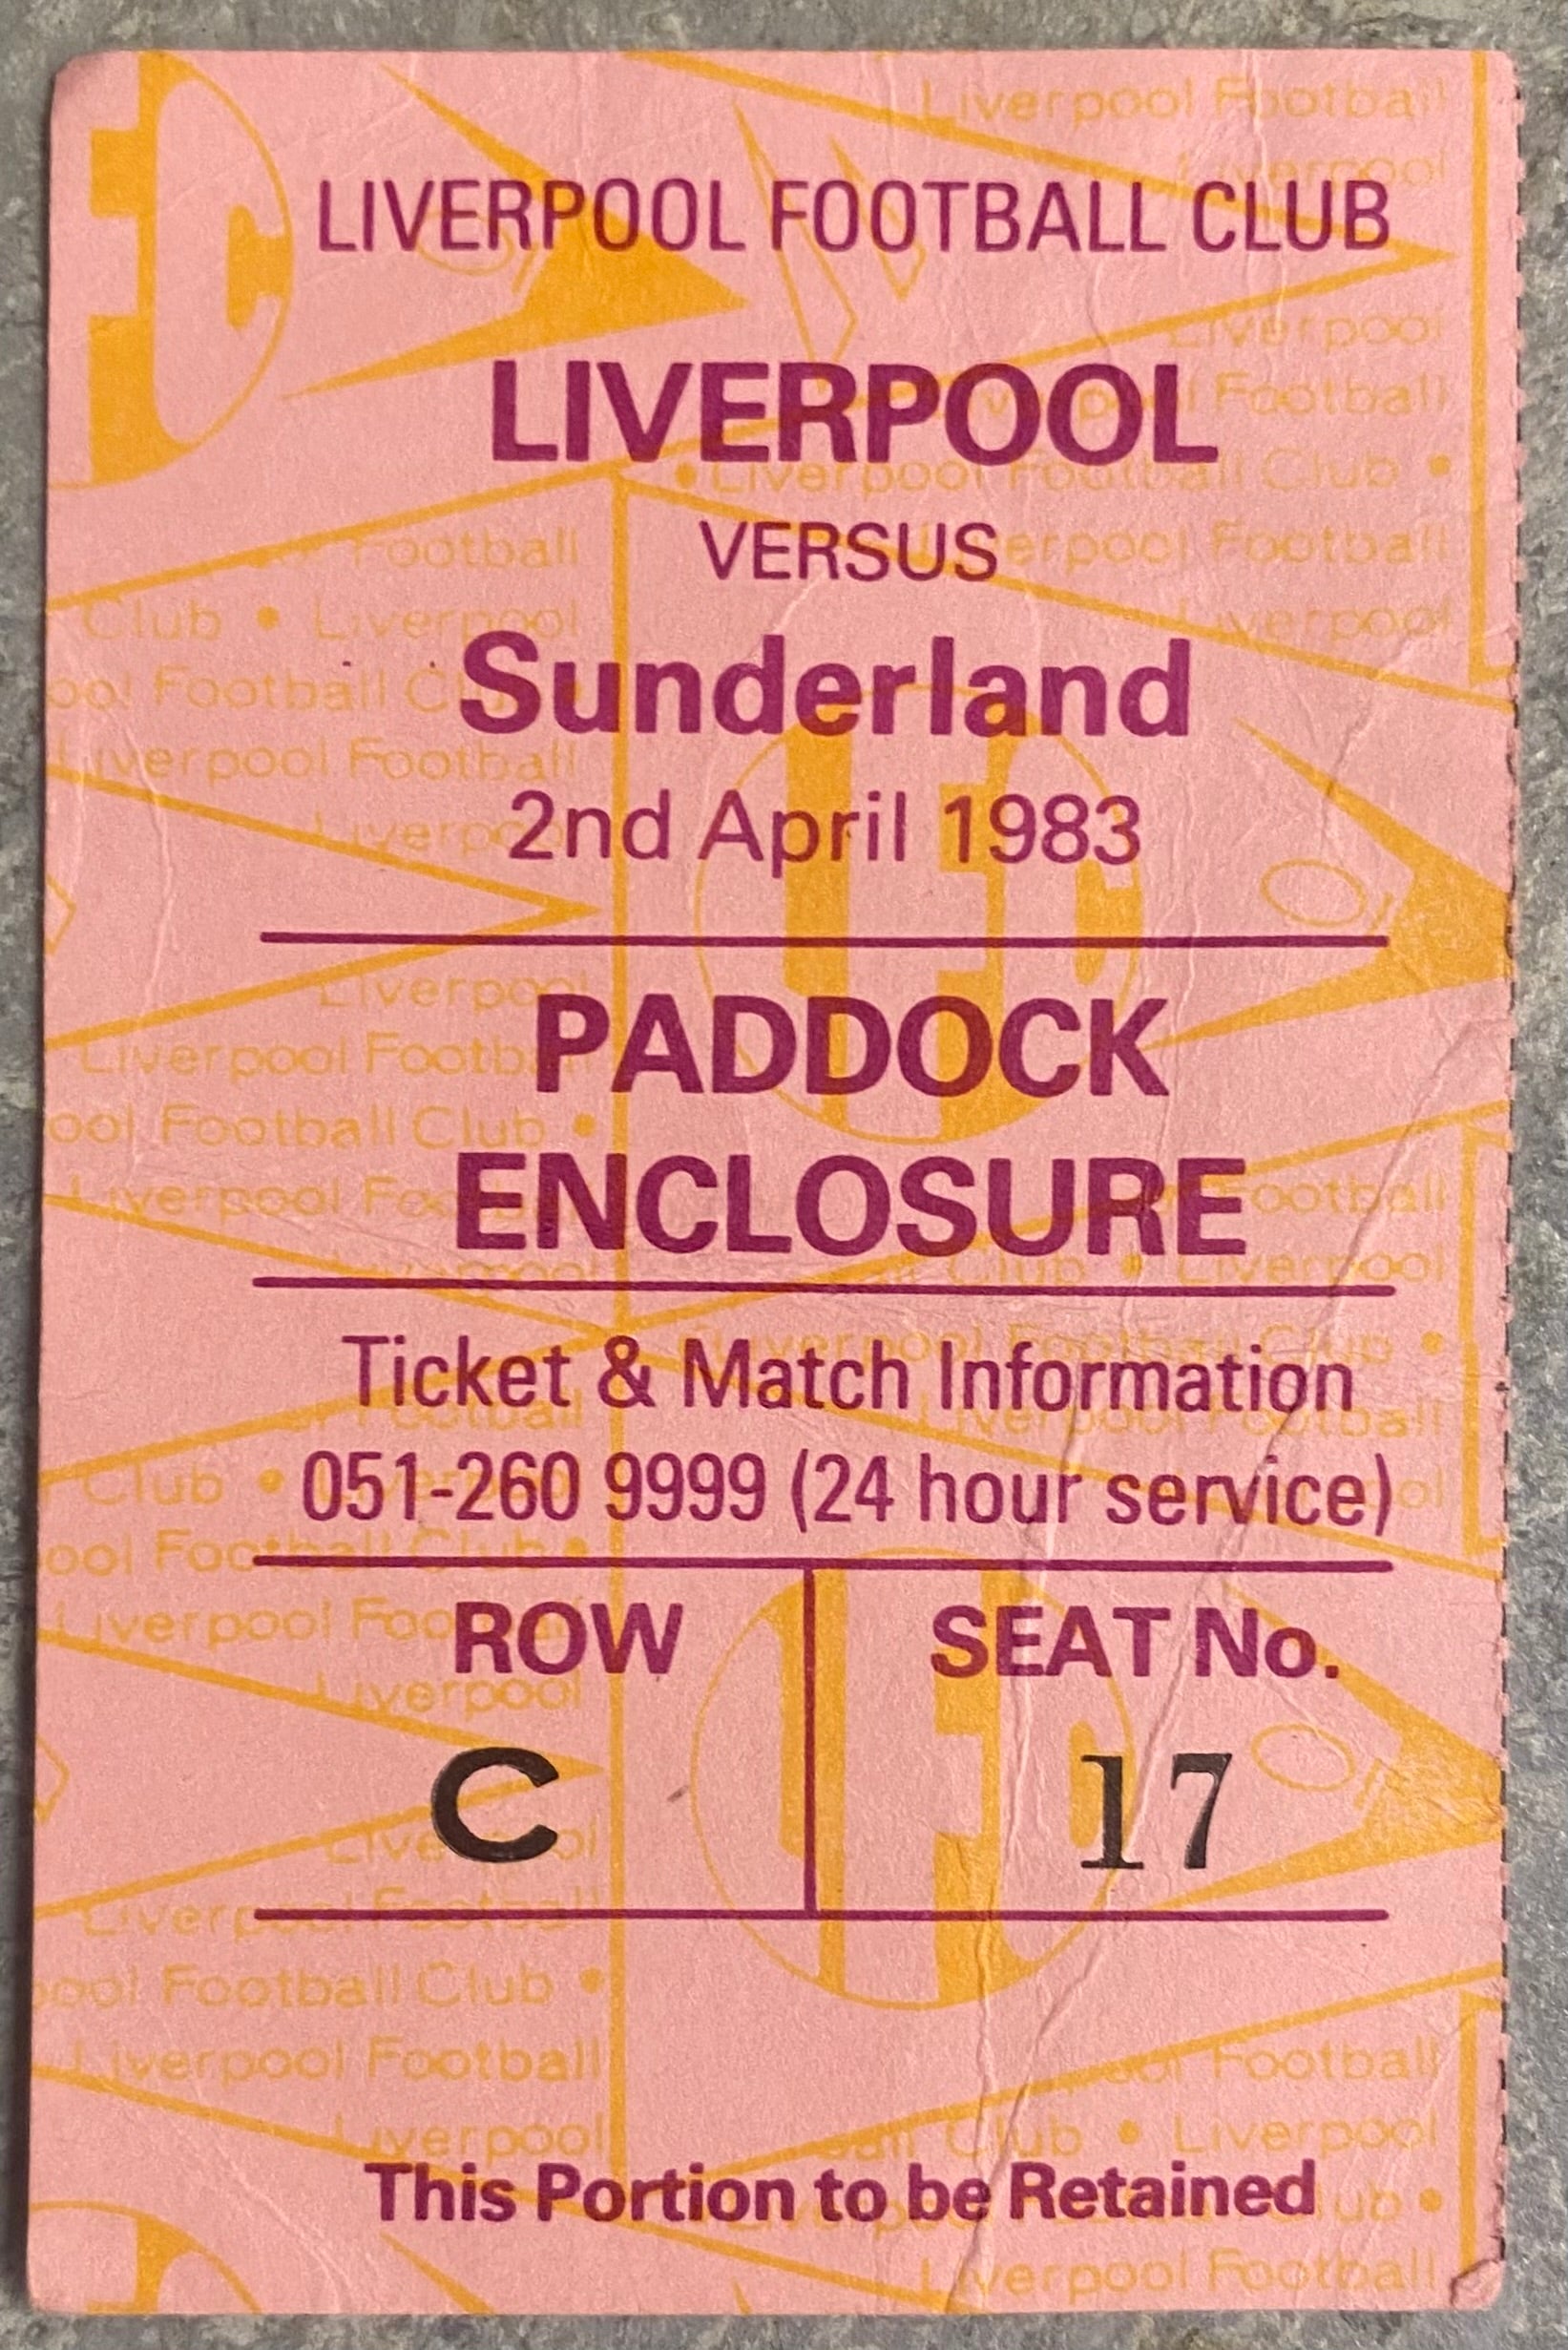 LIVERPOOL FOOTBALL CLUB
LIVERPOOL
VERSUS
Sunderland
2nd April 1983
PADDOCK
ENCLOSURE
Ticket & Match Information
051-260 9999 (24 hour service)
ROW SEAT No.
C 17
This Portion to be Retained